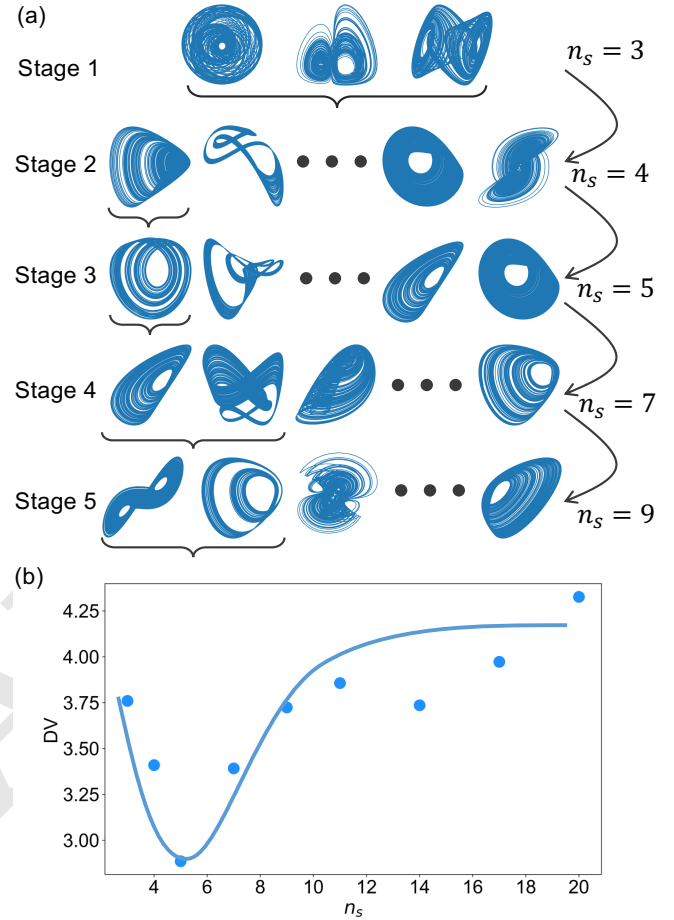 (a)
Stage 1
n_s = 3
Stage 2
n_s = 4
Stage 3
n_s = 5
Stage 4
n_s = 7
Stage 5
n_s = 9
(b)
4.25
4.00
3.75
3.50
3.25
3.00
DV
4 6 8 10 12 14 16 18 20
n_s